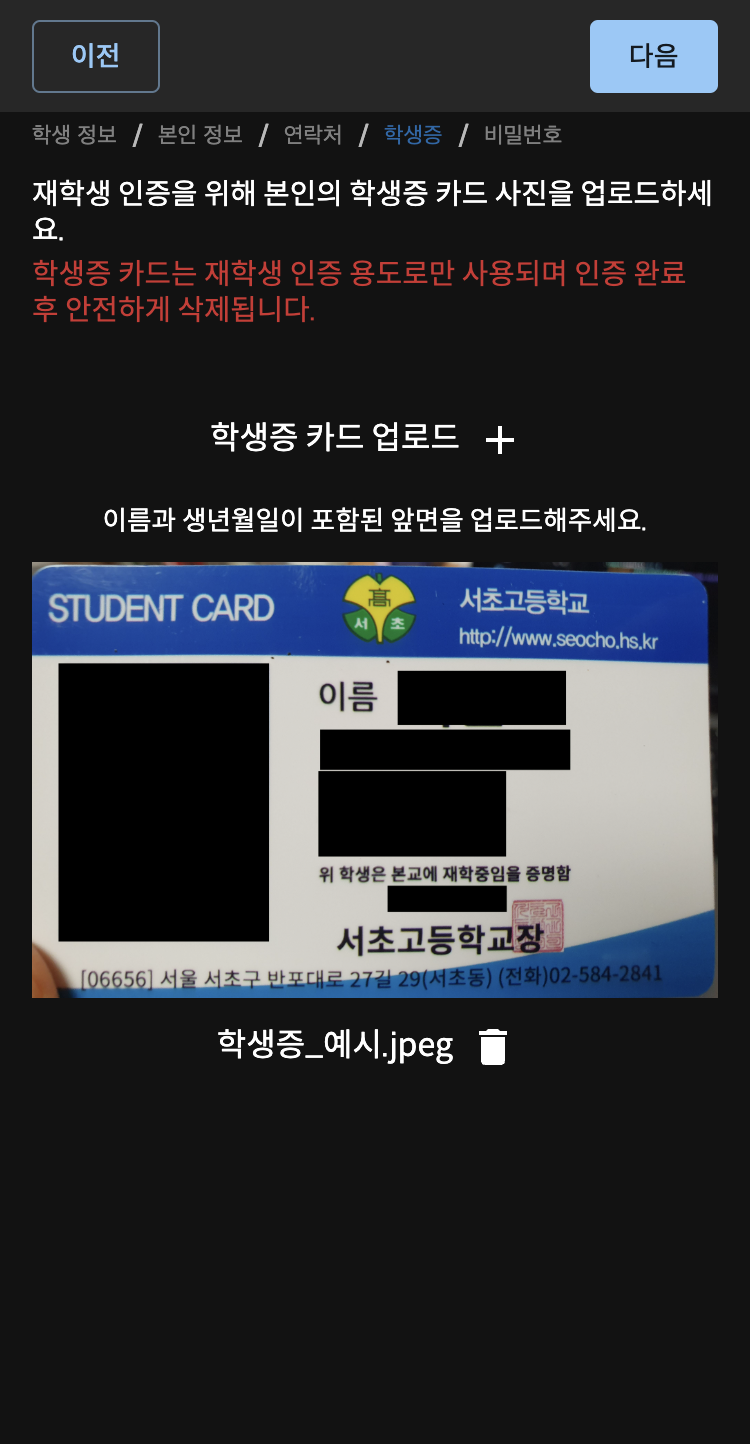 이전
다음
학생 정보 / 본인 정보 / 연락처 / 학생증 / 비밀번호
재학생 인증을 위해 본인의 학생증 카드 사진을 업로드하세
요.
학생증 카드는 재학생 인증 용도로만 사용되며 인증 완료
후 안전하게 삭제됩니다.
학생증 카드 업로드 +
이름과 생년월일이 포함된 앞면을 업로드해주세요.
STUDENT CARD
高
서 초
서초고등학교
http://www.seocho.hs.kr
이름
위 학생은 본교에 재학중임을 증명함
서초고등학교장
[06656] 서울 서초구 반포대로 27길 29(서초동) (전화)02-584-2841
학생증_예시.jpeg